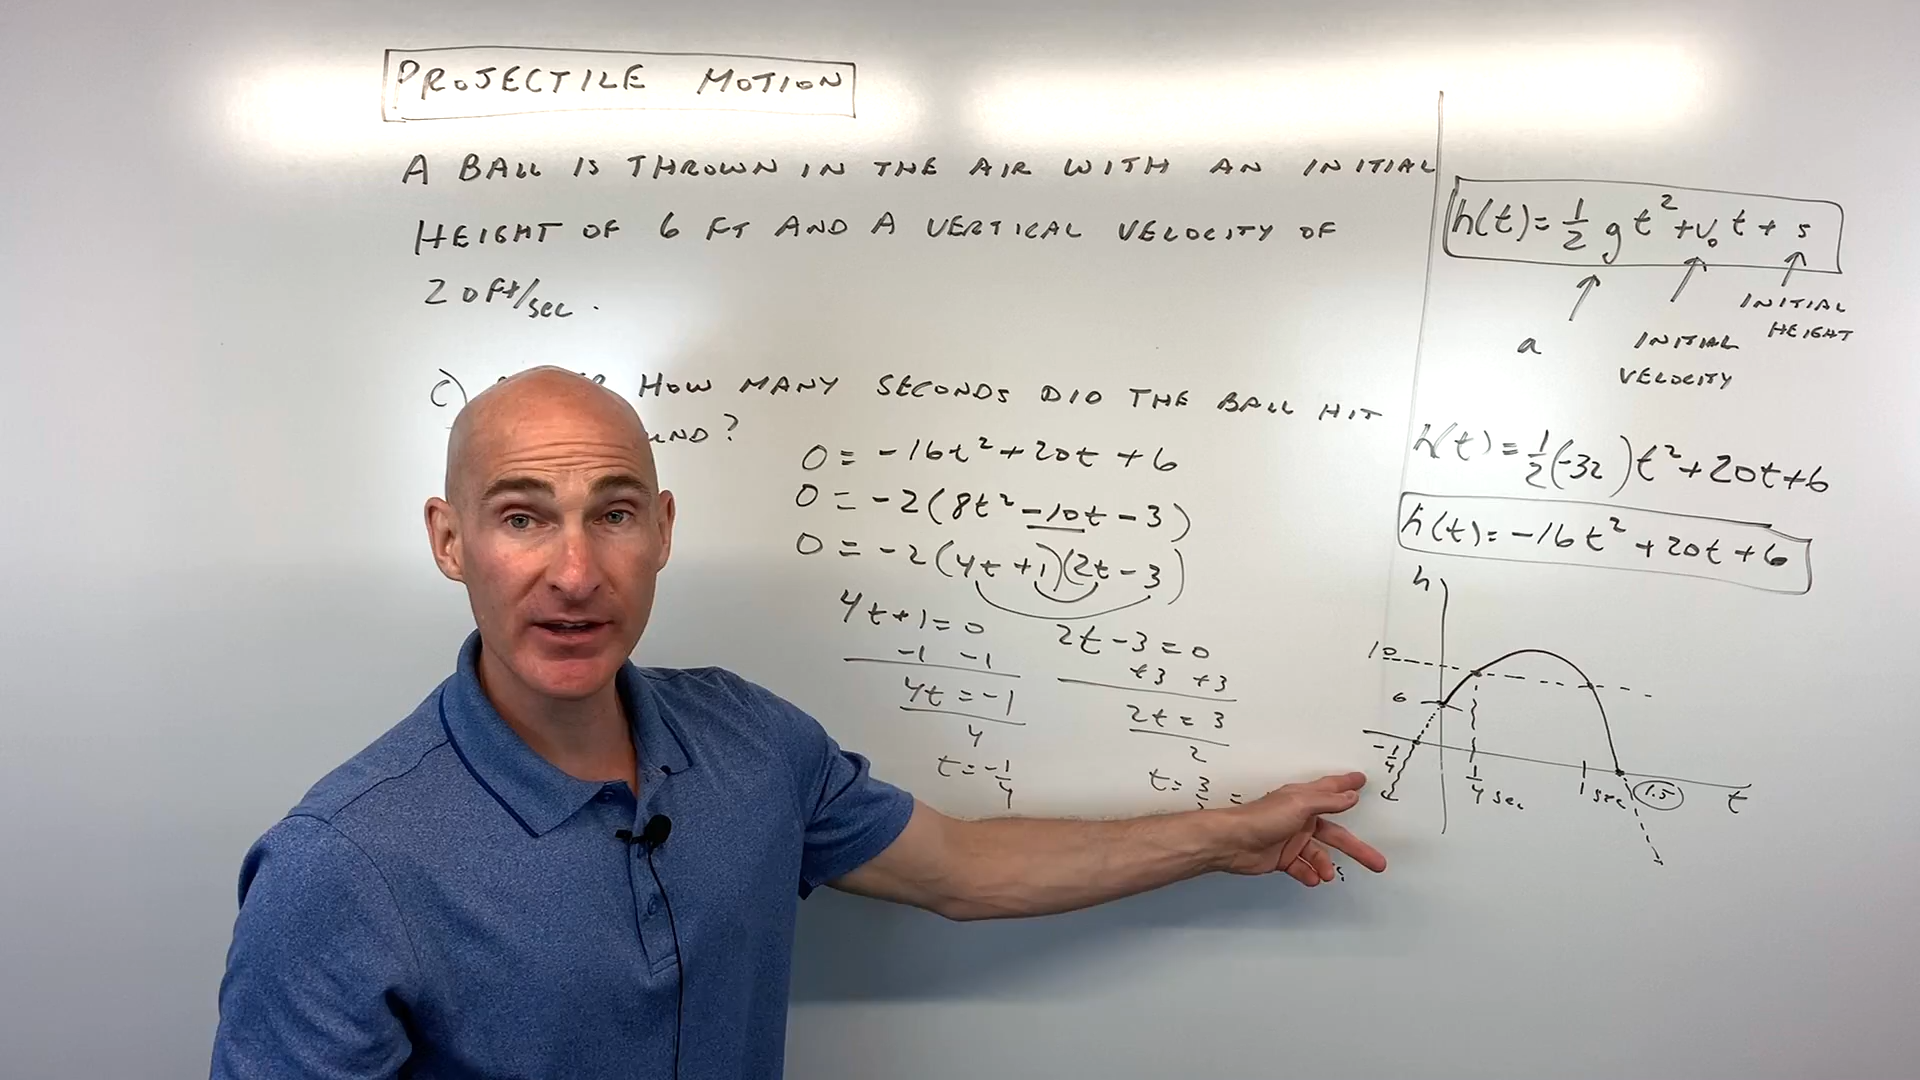 PROJECTILE MOTION
A BALL IS THROWN IN THE AIR WITH AN INITIAL
HEIGHT OF 6 FT AND A VERTICAL VELOCITY OF
20 ft/sec.
C) HOW MANY SECONDS DID THE BALL HIT
?
0 = -16t² + 20t + 6
0 = -2(8t² - 10t - 3)
0 = -2(4t + 1)(2t - 3)
4t + 1 = 0
-1 -1
4t = -1
4
t = -1/4
2t - 3 = 0
+3 +3
2t = 3
2
t = 3/2 =
h(t) = 1/2 g t² + v₀ t + s
a
INITIAL VELOCITY
INITIAL HEIGHT
h(t) = 1/2(-32)t² + 20t + 6
h(t) = -16t² + 20t + 6
h
10
6
-1/4
1/4 sec
1 sec
1.5
t